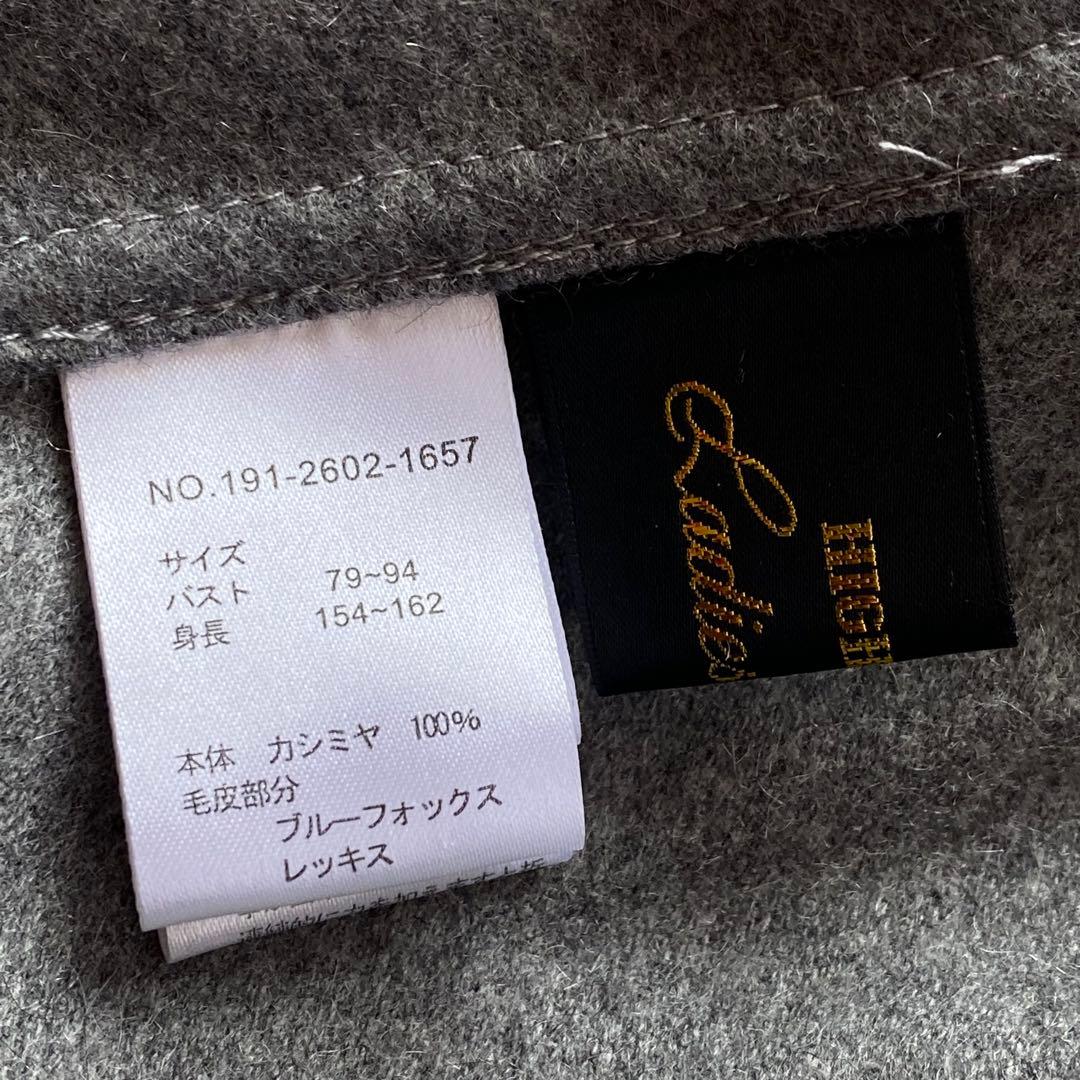 NO.191-2602-1657
サイズ
バスト 79~94
身長 154~162
本体 カシミヤ 100%
毛皮部分
ブルーフォックス
レッキス
Ladies